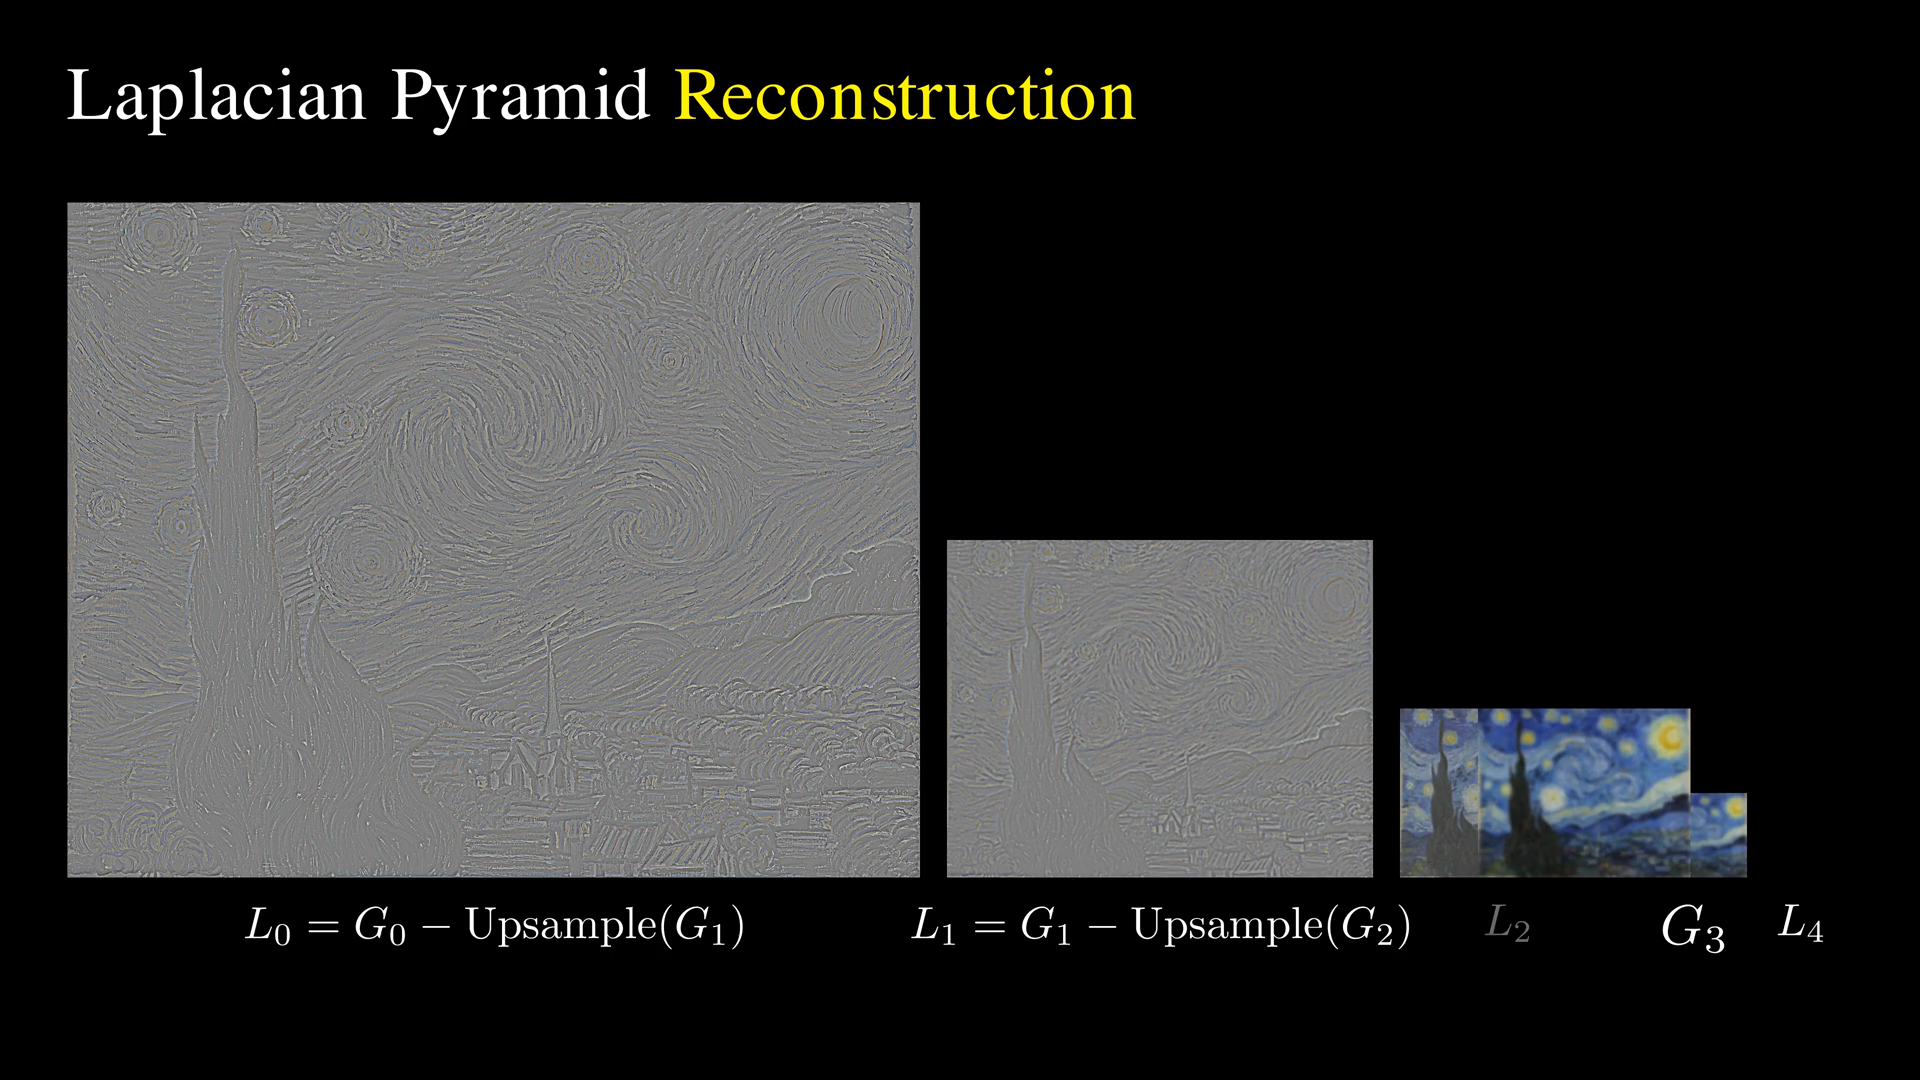 Laplacian Pyramid Reconstruction
L₀ = G₀ − Upsample(G₁)
L₁ = G₁ − Upsample(G₂)
L₂
G₃
L₄